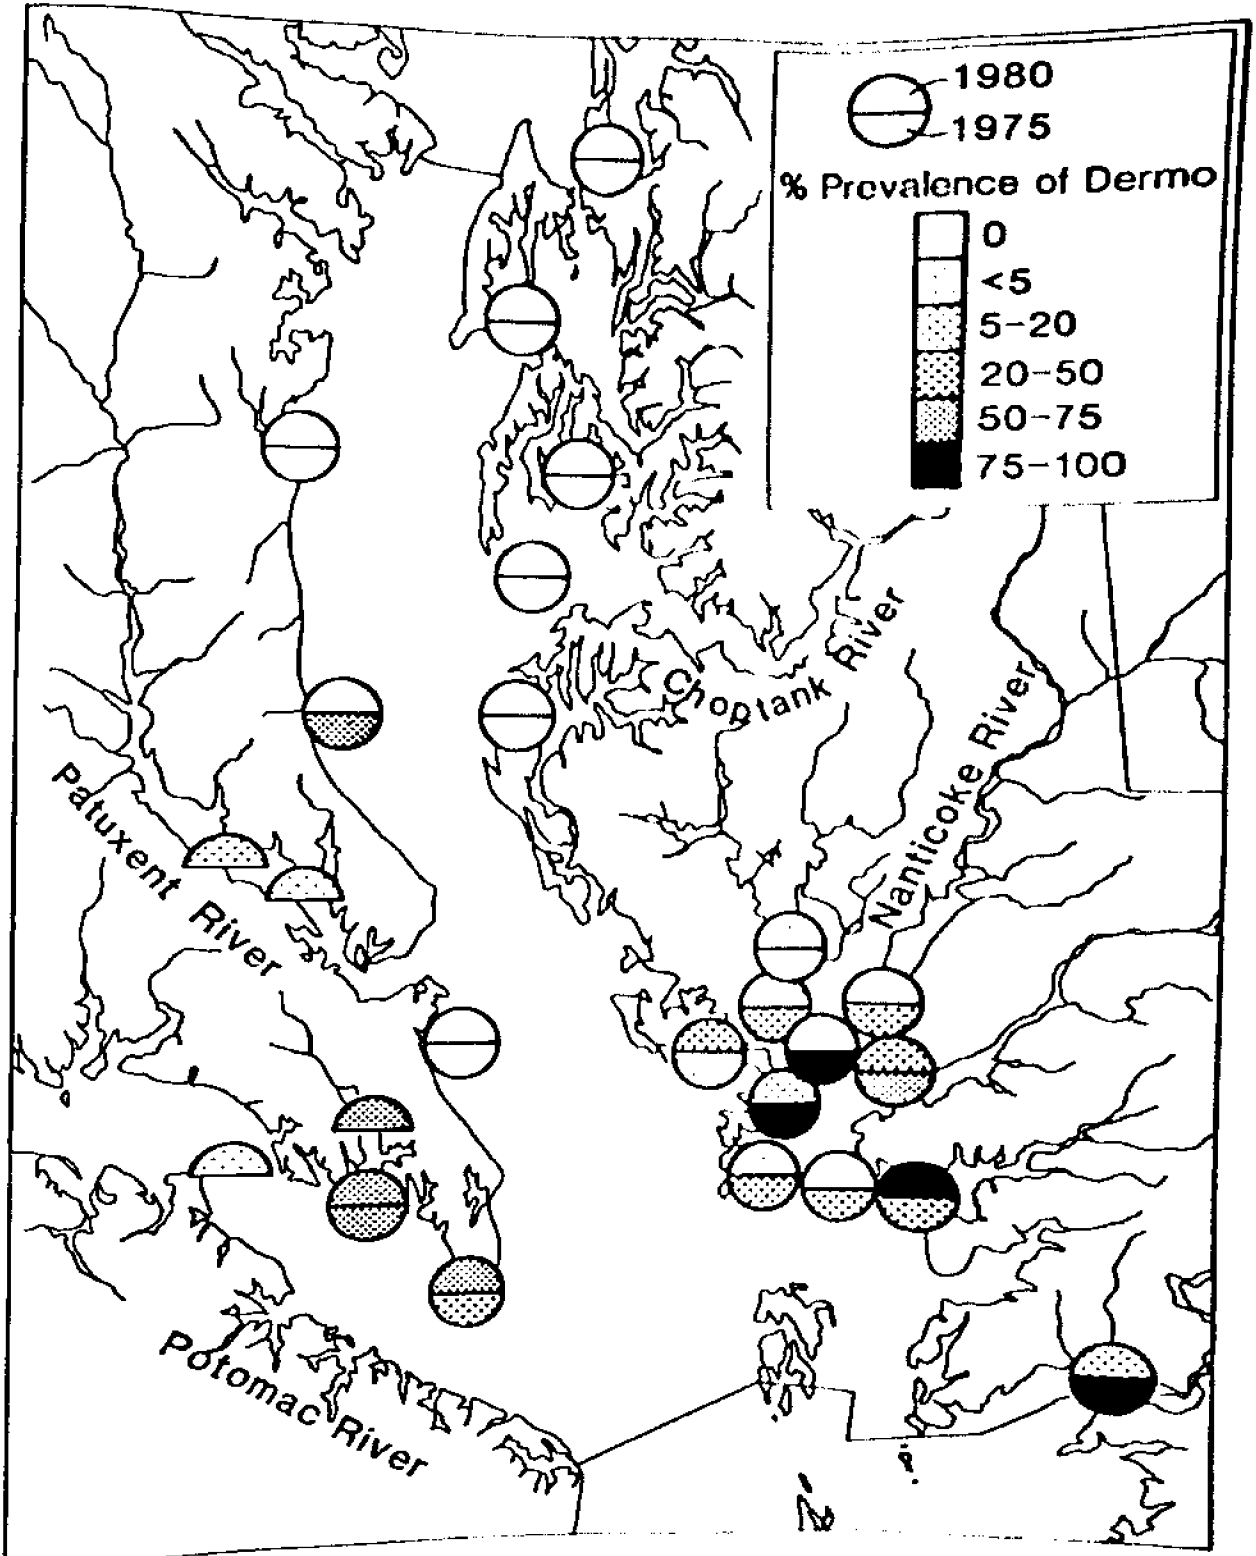 1980
1975
% Prevalence of Dermo
0
<5
5-20
20-50
50-75
75-100
Choptank River
Nanticoke River
Patuxent River
Potomac River